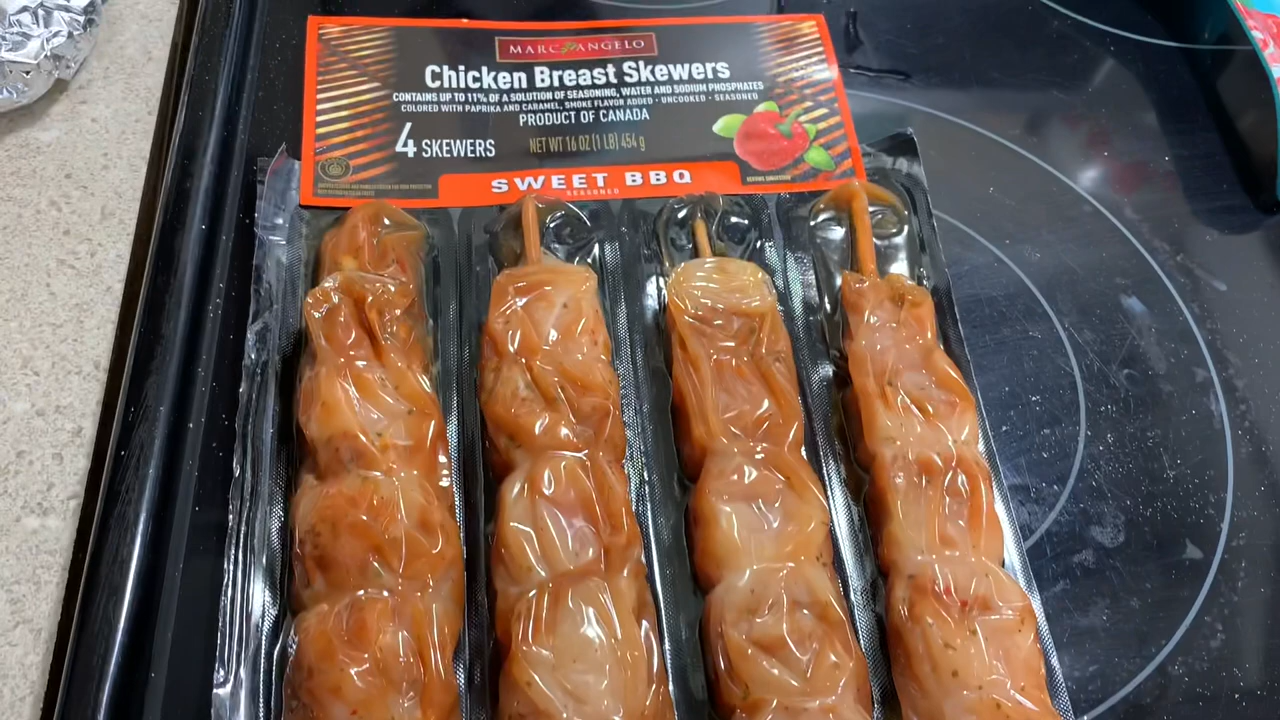 MARC ANGELO
Chicken Breast Skewers
CONTAINS UP TO 11% OF A SOLUTION OF SEASONING, WATER AND SODIUM PHOSPHATES
COLORED WITH PAPRIKA AND CARAMEL, SMOKE FLAVOR ADDED • UNCOOKED • SEASONED
PRODUCT OF CANADA
4 SKEWERS
NET WT 16 OZ (1 LB) 454 g
SERVING SUGGESTION
SWEET BBQ
SEASONED